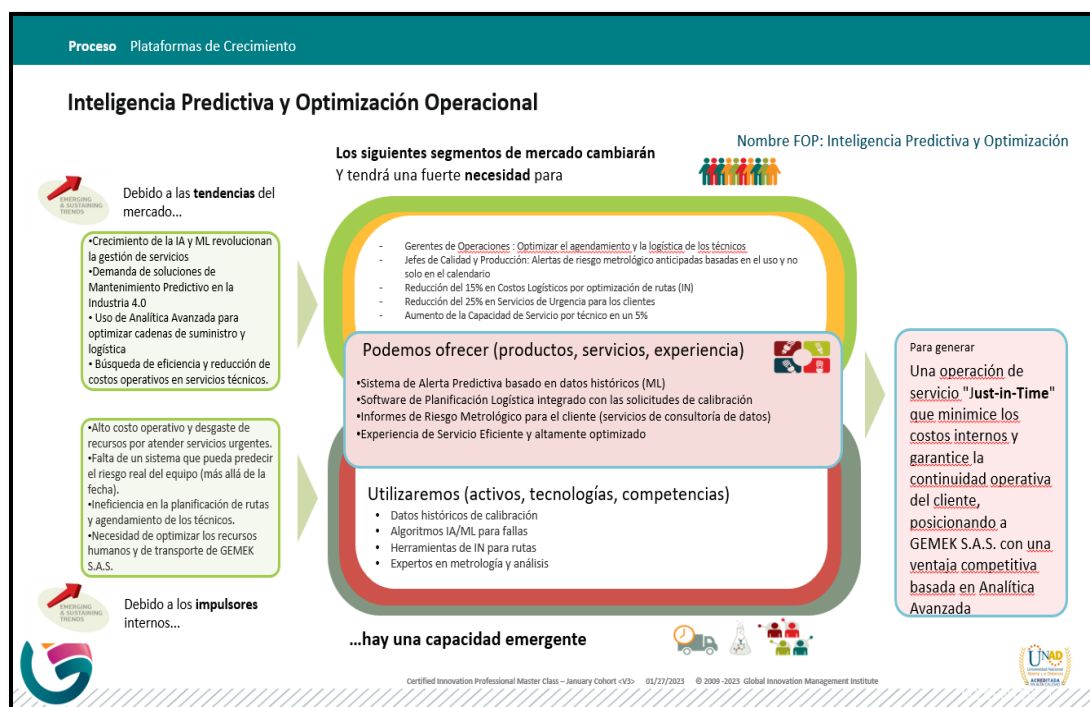 Proceso Plataformas de Crecimiento
Inteligencia Predictiva y Optimización Operacional
Nombre FOP: Inteligencia Predictiva y Optimización
Los siguientes segmentos de mercado cambiarán
Y tendrá una fuerte necesidad para
EMERGING
& SUSTAINING
TRENDS
Debido a las tendencias del
mercado...
•Crecimiento de la IA y ML revolucionan
la gestión de servicios
•Demanda de soluciones de
Mantenimiento Predictivo en la
Industria 4.0
• Uso de Analítica Avanzada para
optimizar cadenas de suministro y
logística
• Búsqueda de eficiencia y reducción de
costos operativos en servicios técnicos.
- Gerentes de Operaciones : Optimizar el agendamiento y la logística de los técnicos
- Jefes de Calidad y Producción: Alertas de riesgo metrológico anticipadas basadas en el uso y no
solo en el calendario
- Reducción del 15% en Costos Logísticos por optimización de rutas (IN)
- Reducción del 25% en Servicios de Urgencia para los clientes
- Aumento de la Capacidad de Servicio por técnico en un 5%
Podemos ofrecer (productos, servicios, experiencia)
•Sistema de Alerta Predictiva basado en datos históricos (ML)
•Software de Planificación Logística integrado con las solicitudes de calibración
•Informes de Riesgo Metrológico para el cliente (servicios de consultoría de datos)
•Experiencia de Servicio Eficiente y altamente optimizado
•Alto costo operativo y desgaste de
recursos por atender servicios urgentes.
•Falta de un sistema que pueda predecir
el riesgo real del equipo (más allá de la
fecha).
•Ineficiencia en la planificación de rutas
y agendamiento de los técnicos.
•Necesidad de optimizar los recursos
humanos y de transporte de GEMEK
S.A.S.
Utilizaremos (activos, tecnologías, competencias)
• Datos históricos de calibración
• Algoritmos IA/ML para fallas
• Herramientas de IN para rutas
• Expertos en metrología y análisis
Para generar
Una operación de
servicio "Just-in-Time"
que minimice los
costos internos y
garantice la
continuidad operativa
del cliente,
posicionando a
GEMEK S.A.S. con una
ventaja competitiva
basada en Analítica
Avanzada
EMERGING
& SUSTAINING
TRENDS
Debido a los impulsores
internos...
...hay una capacidad emergente
Certified Innovation Professional Master Class – January Cohort <V3> 01/27/2023 © 2009 -2023 Global Innovation Management Institute
UNAD
Universidad Nacional
Abierta y a Distancia
ACREDITADA
EN ALTA CALIDAD